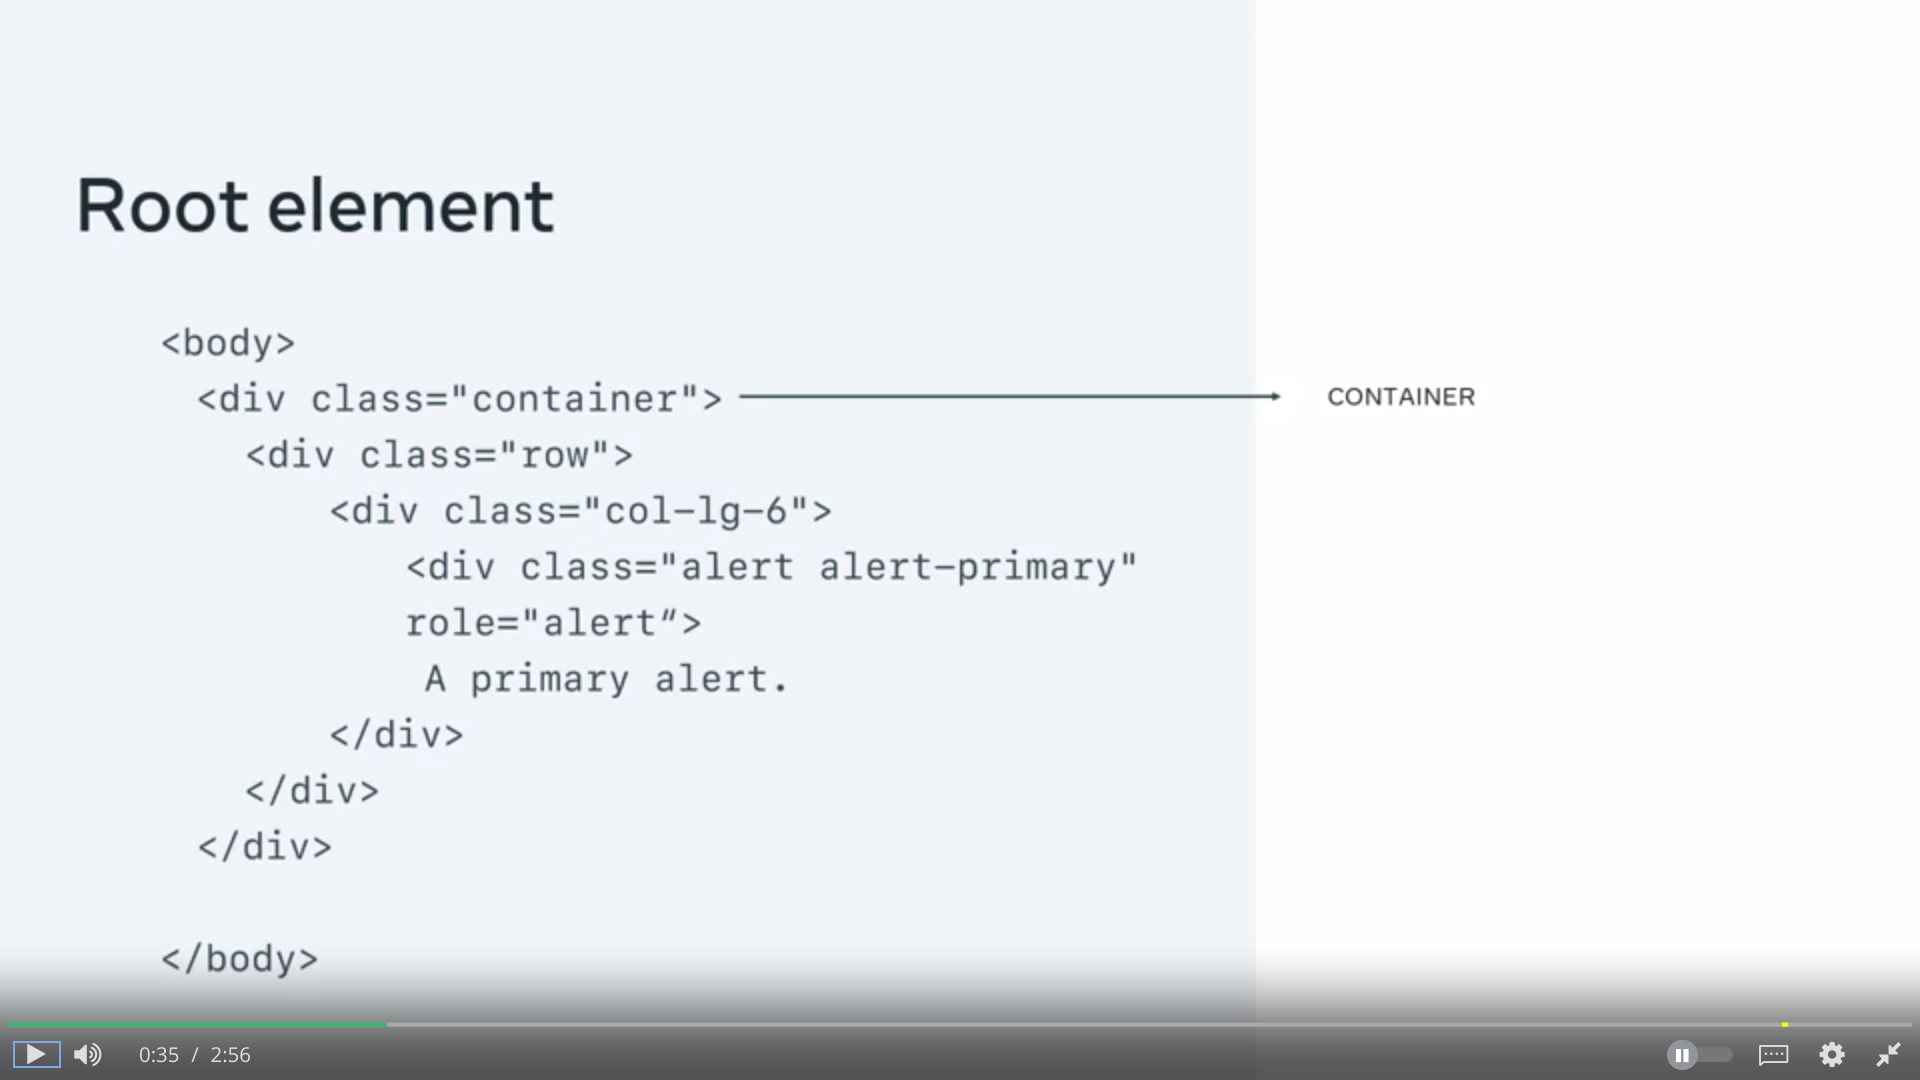 Root element
<body>
<div class="container">
CONTAINER
<div class="row">
<div class="col-lg-6">
<div class="alert alert-primary"
role="alert“>
A primary alert.
</div>
</div>
</div>
</body>
0:35 / 2:56